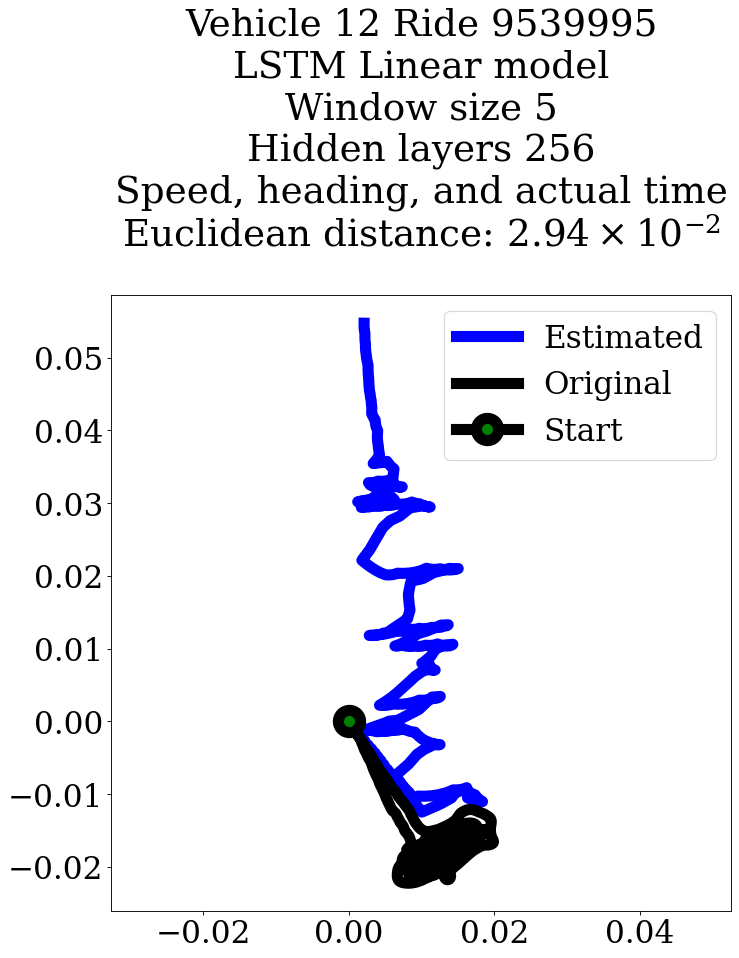 Vehicle 12 Ride 9539995
LSTM Linear model
Window size 5
Hidden layers 256
Speed, heading, and actual time
Euclidean distance: 2.94 × 10⁻²
Estimated
Original
Start
0.05
0.04
0.03
0.02
0.01
0.00
−0.01
−0.02
−0.02 0.00 0.02 0.04